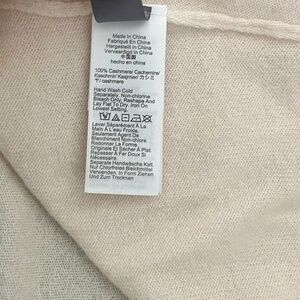 Made In China
Fabriqué En China
Hergestellt In China
Vervaardigd In China
中国製
hecho en china
100% Cashmere/ Cachemire/
Kaschmir/ Kasjmier/ カシミ
ヤ/ cashmere
Hand Wash Cold
Separately. Non-chlorine
Bleach Only. Reshape And
Lay Flat To Dry. Iron On
Lowest Setting.
Laver Séparément À La
Main À L'eau Froide.
Seulement Agent De
Blanchiment Non Chlore.
Redonner La Forme
Originale Et Sécher À Plat.
Repasser À Fer Doux Si
Nécessaire.
Separate Handwäsche Kalt.
Nur Chlorfreies Bleichmittel
Verwenden, In Form Ziehen
Und Zum Trocknen